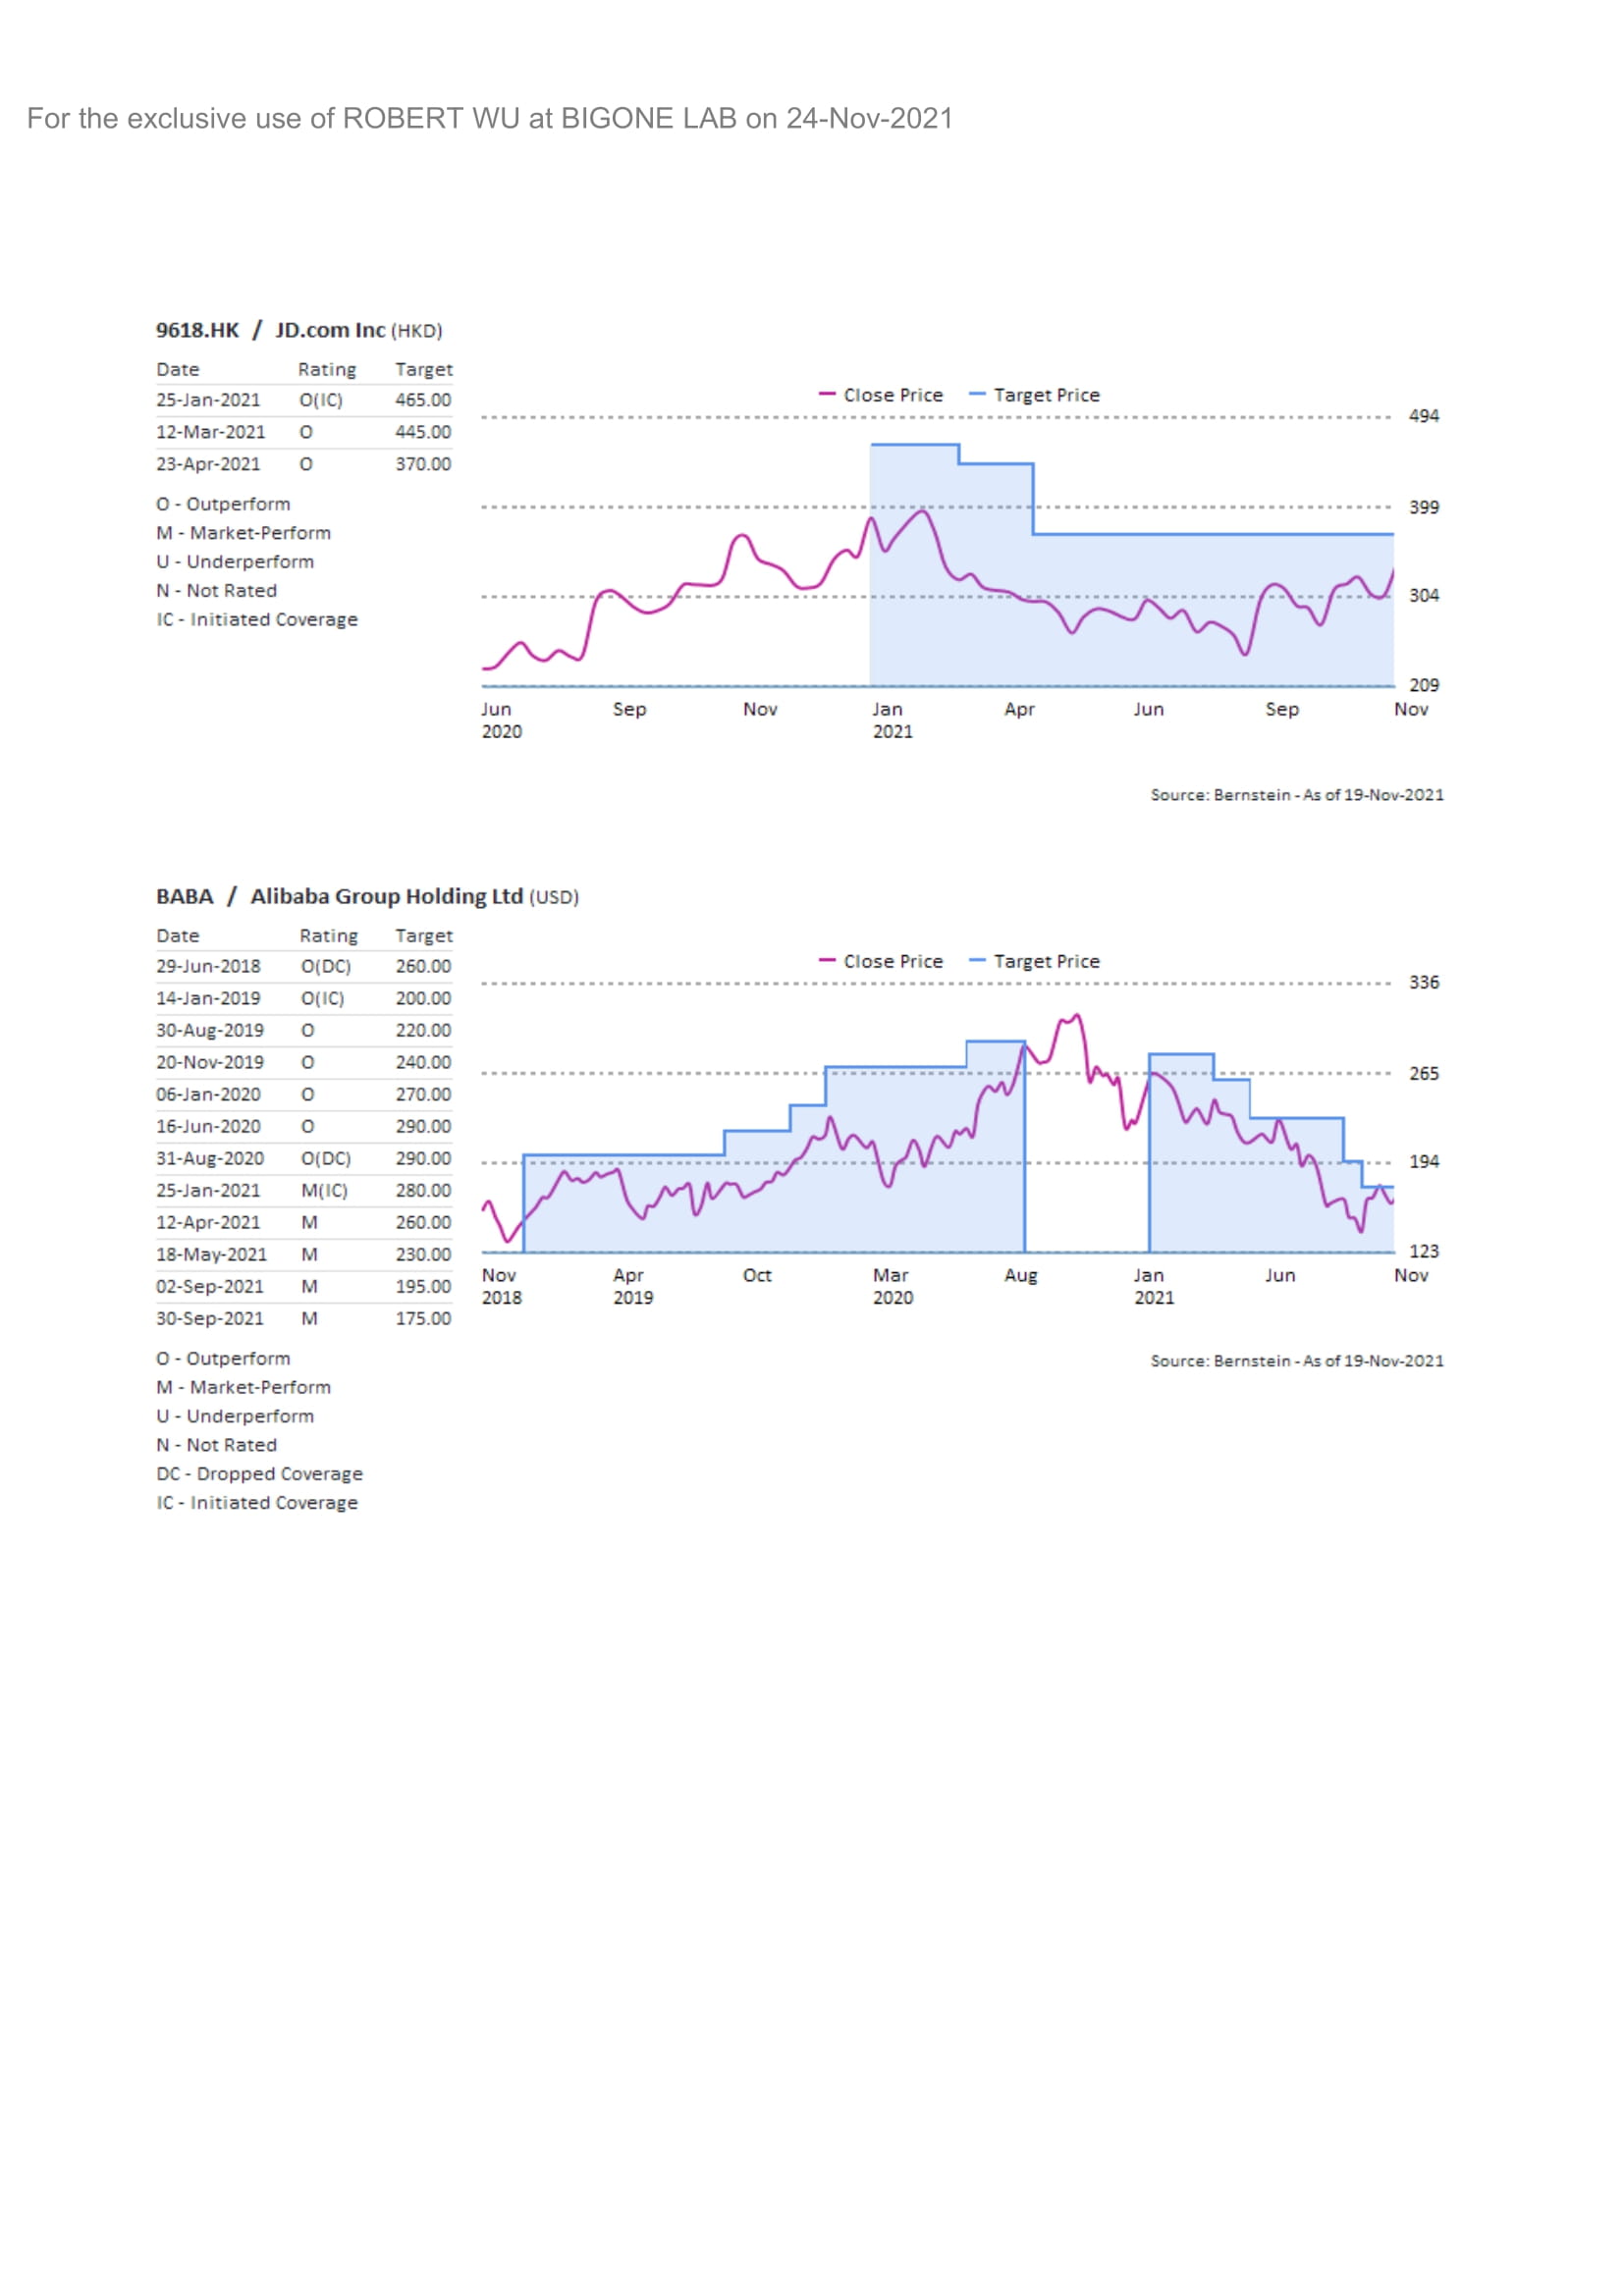 For the exclusive use of ROBERT WU at BIGONE LAB on 24-Nov-2021
9618.HK / JD.com Inc (HKD)
Date Rating Target
25-Jan-2021 O(IC) 465.00
12-Mar-2021 O 445.00
23-Apr-2021 O 370.00
O - Outperform
M - Market-Perform
U - Underperform
N - Not Rated
IC - Initiated Coverage
Close Price Target Price
494
399
304
209
Jun Sep Nov Jan Apr Jun Sep Nov
2020 2021
Source: Bernstein - As of 19-Nov-2021
BABA / Alibaba Group Holding Ltd (USD)
Date Rating Target
29-Jun-2018 O(DC) 260.00
14-Jan-2019 O(IC) 200.00
30-Aug-2019 O 220.00
20-Nov-2019 O 240.00
06-Jan-2020 O 270.00
16-Jun-2020 O 290.00
31-Aug-2020 O(DC) 290.00
25-Jan-2021 M(IC) 280.00
12-Apr-2021 M 260.00
18-May-2021 M 230.00
02-Sep-2021 M 195.00
30-Sep-2021 M 175.00
O - Outperform
M - Market-Perform
U - Underperform
N - Not Rated
DC - Dropped Coverage
IC - Initiated Coverage
Close Price Target Price
336
265
194
123
Nov Apr Oct Mar Aug Jan Jun Nov
2018 2019 2020 2021
Source: Bernstein - As of 19-Nov-2021